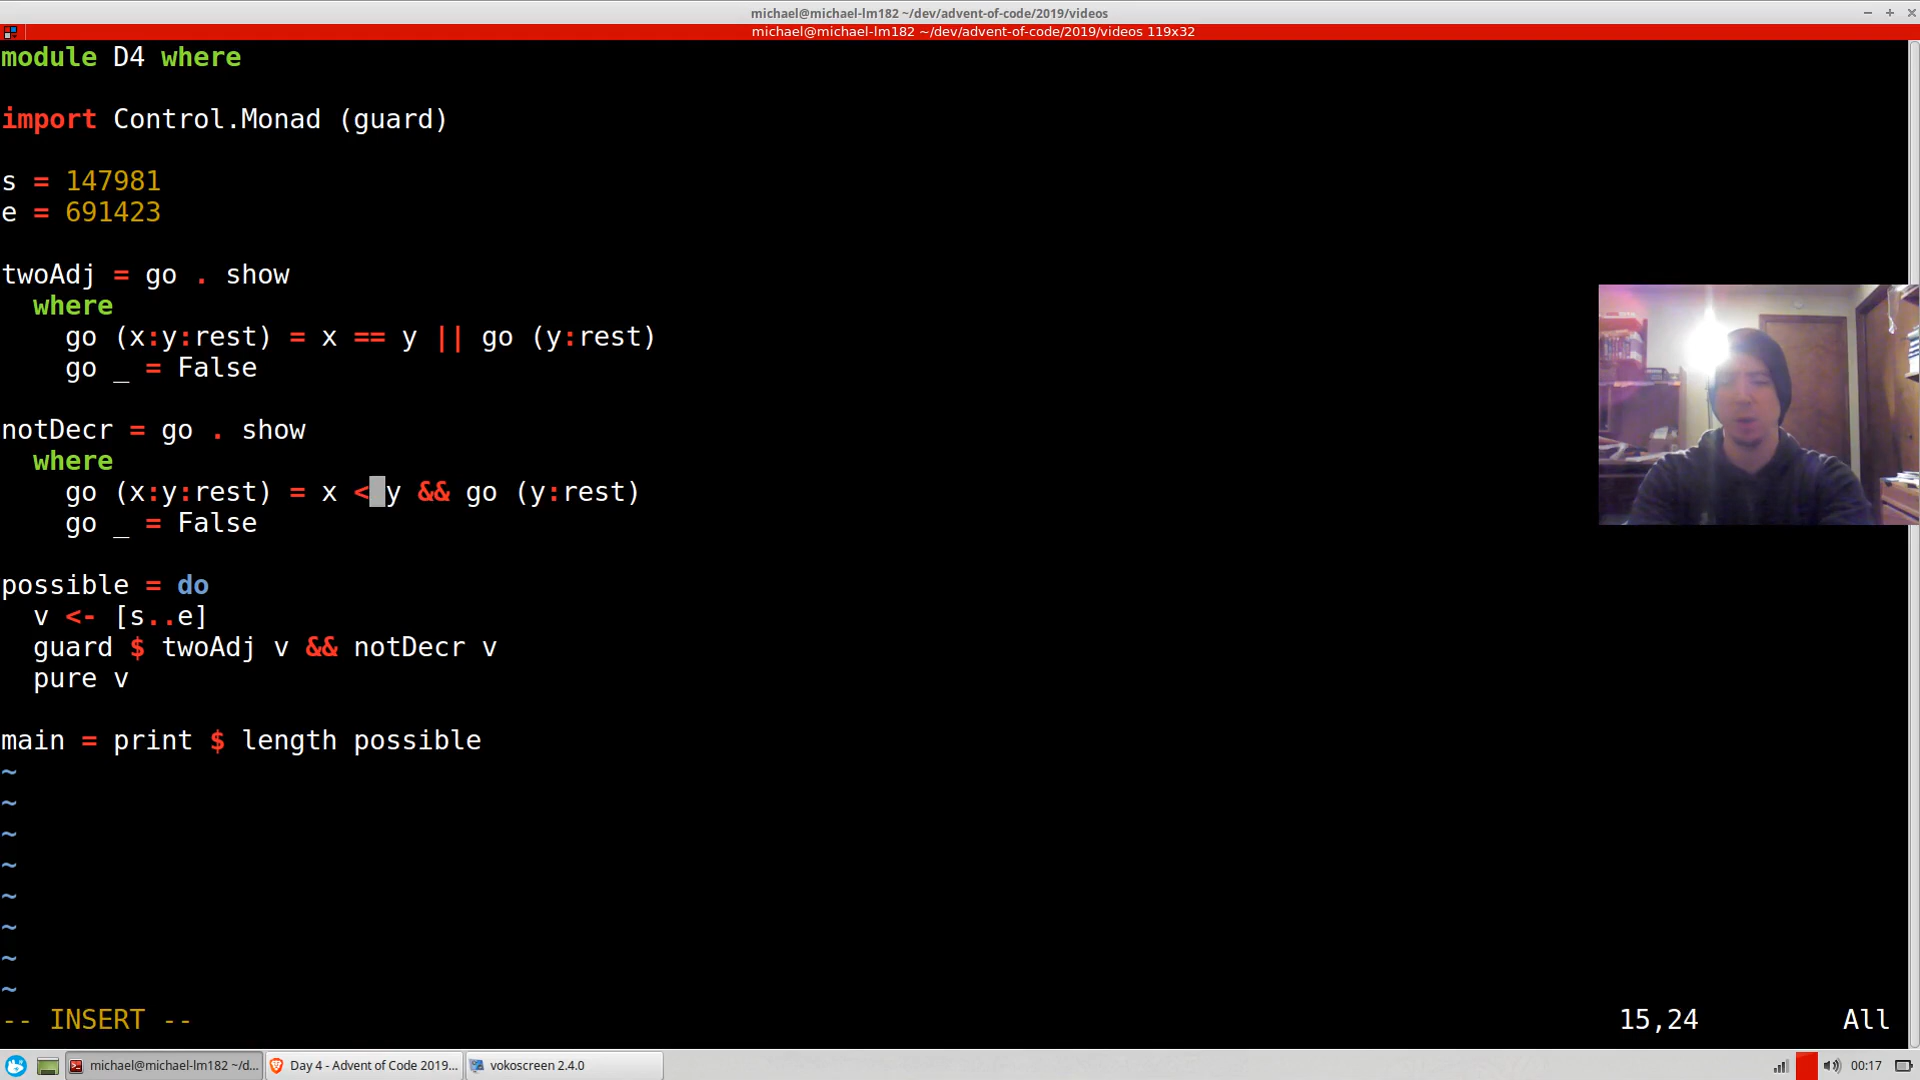 michael@michael-lm182 ~/dev/advent-of-code/2019/videos
michael@michael-lm182 ~/dev/advent-of-code/2019/videos 119x32
module D4 where
import Control.Monad (guard)
s = 147981
e = 691423
twoAdj = go . show
  where
    go (x:y:rest) = x == y || go (y:rest)
    go _ = False
notDecr = go . show
  where
    go (x:y:rest) = x < y && go (y:rest)
    go _ = False
possible = do
  v <- [s..e]
  guard $ twoAdj v && notDecr v
  pure v
main = print $ length possible
~
~
~
~
~
~
~
~
-- INSERT -- 15,24 All
michael@michael-lm182 ~/d... Day 4 - Advent of Code 2019... vokoscreen 2.4.0 00:17